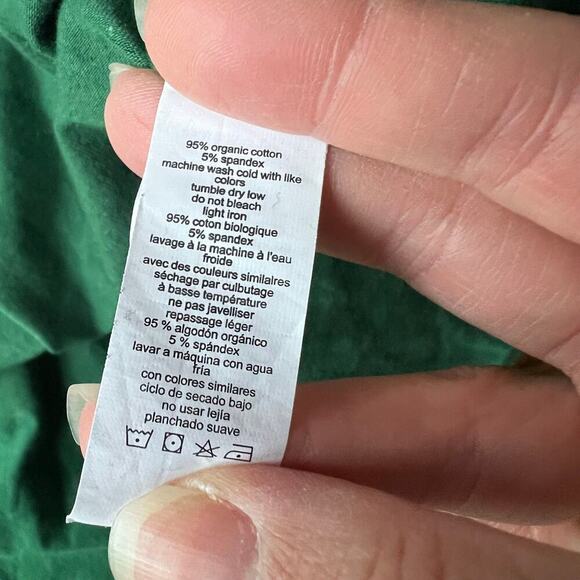 95% organic cotton
5% spandex
machine wash cold with like
colors
tumble dry low
do not bleach
light iron
95% coton biologique
5% spandex
lavage à la machine à l'eau
froide
avec des couleurs similaires
séchage par culbutage
à basse température
ne pas javelliser
repassage léger
95 % algodón orgánico
5 % spándex
lavar a máquina con agua
fría
con colores similares
ciclo de secado bajo
no usar lejía
planchado suave